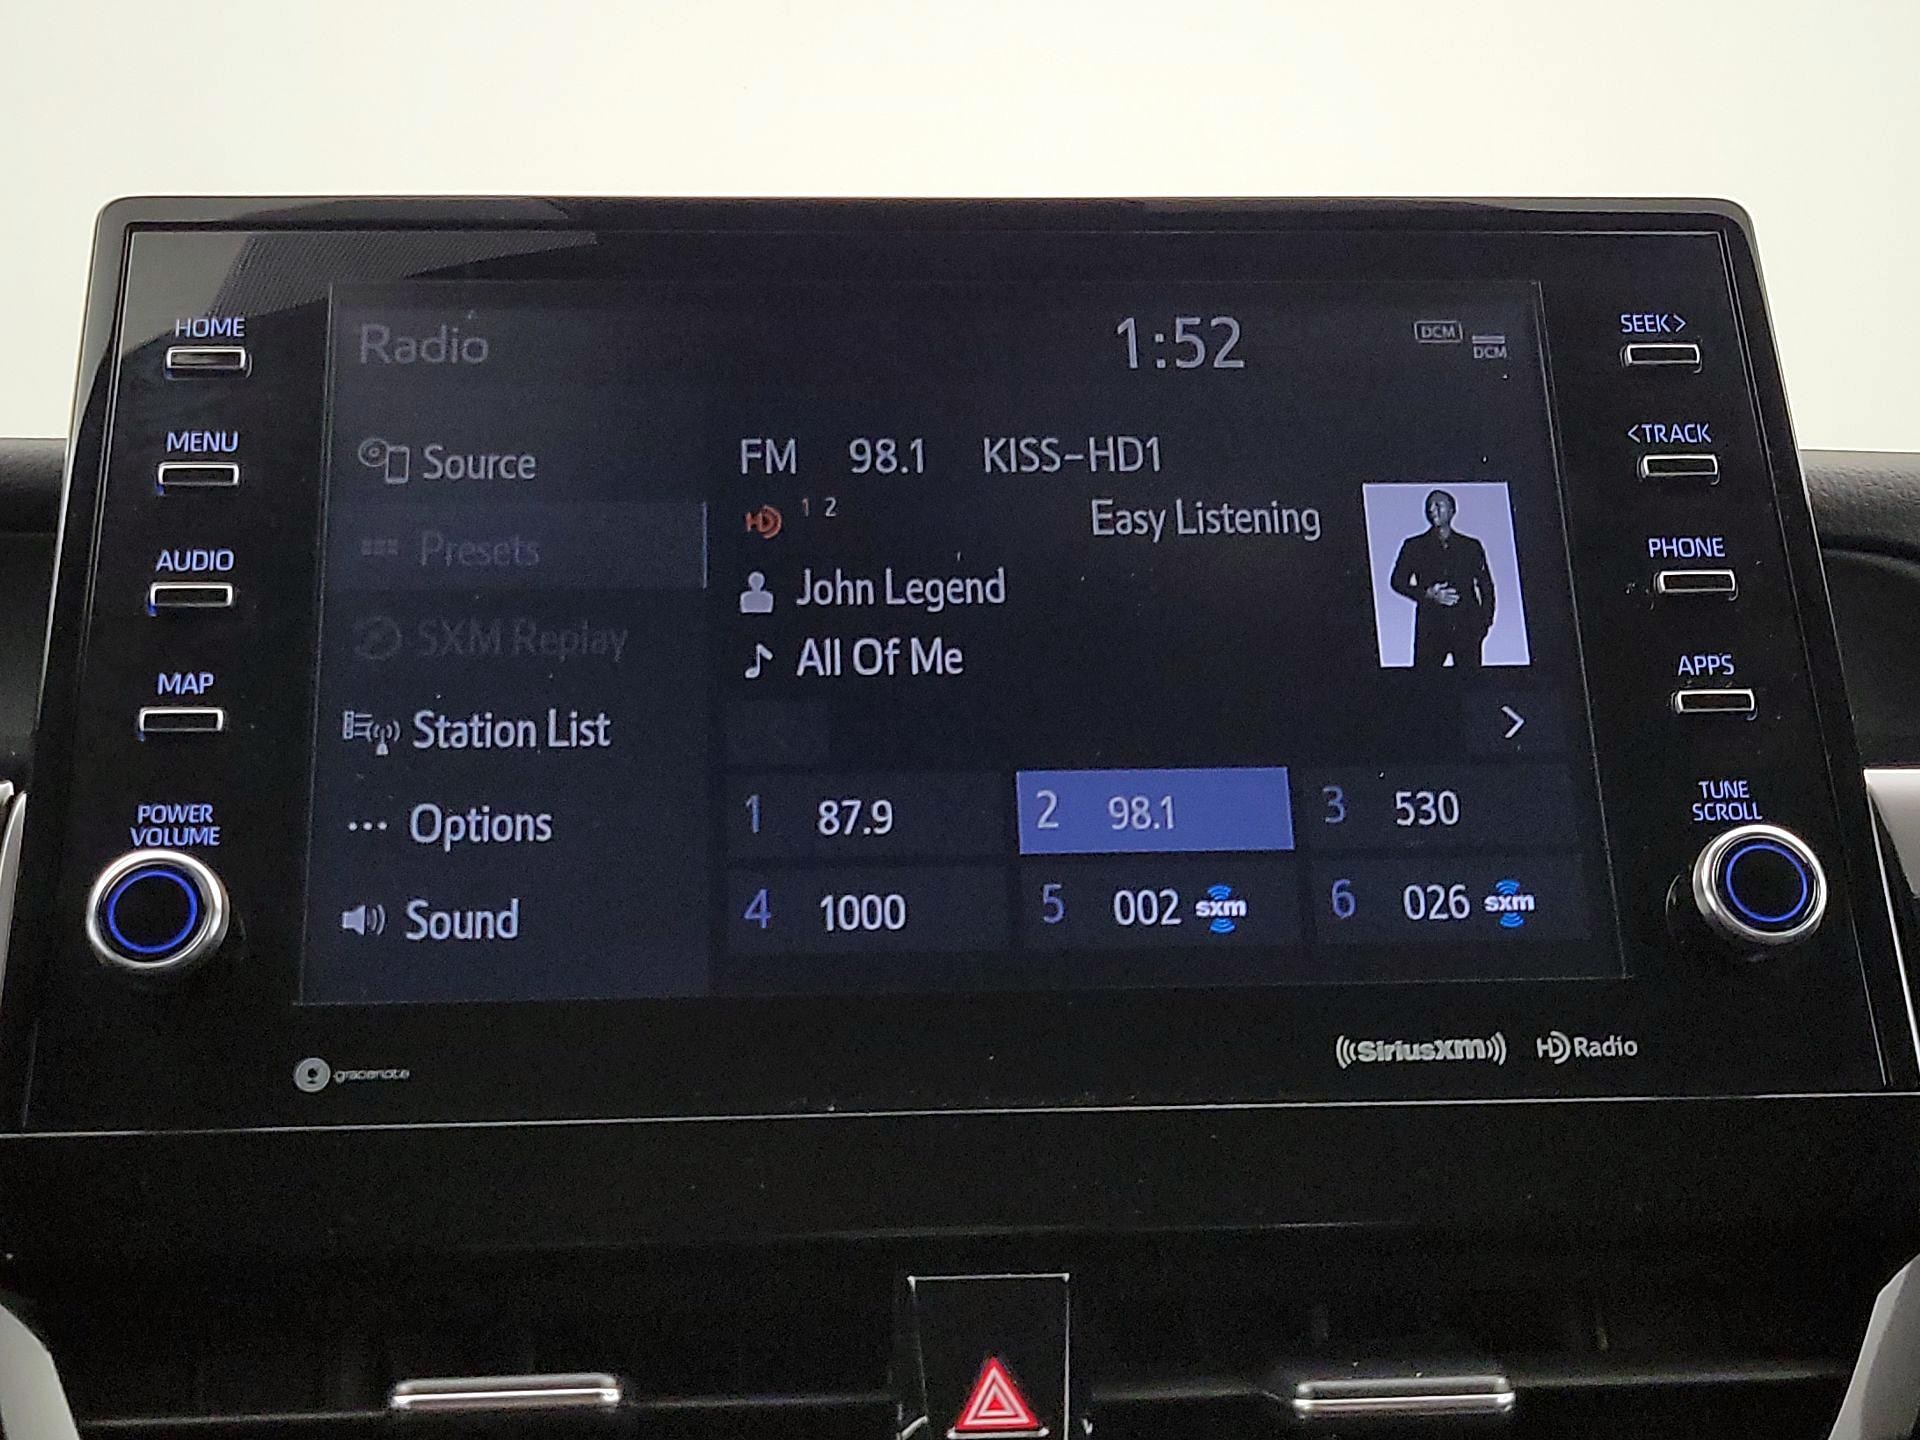 HOME
MENU
AUDIO
MAP
POWER
VOLUME
Radio
1:52
DCM
DCM
Source
Presets
SXM Replay
Station List
Options
Sound
FM 98.1 KISS-HD1
HD 1 2
Easy Listening
John Legend
All Of Me
>
1 87.9
2 98.1
3 530
4 1000
5 002 sxm
6 026 sxm
SEEK>
<TRACK
PHONE
APPS
TUNE
SCROLL
gracenote
((SiriusXM))
HD Radio